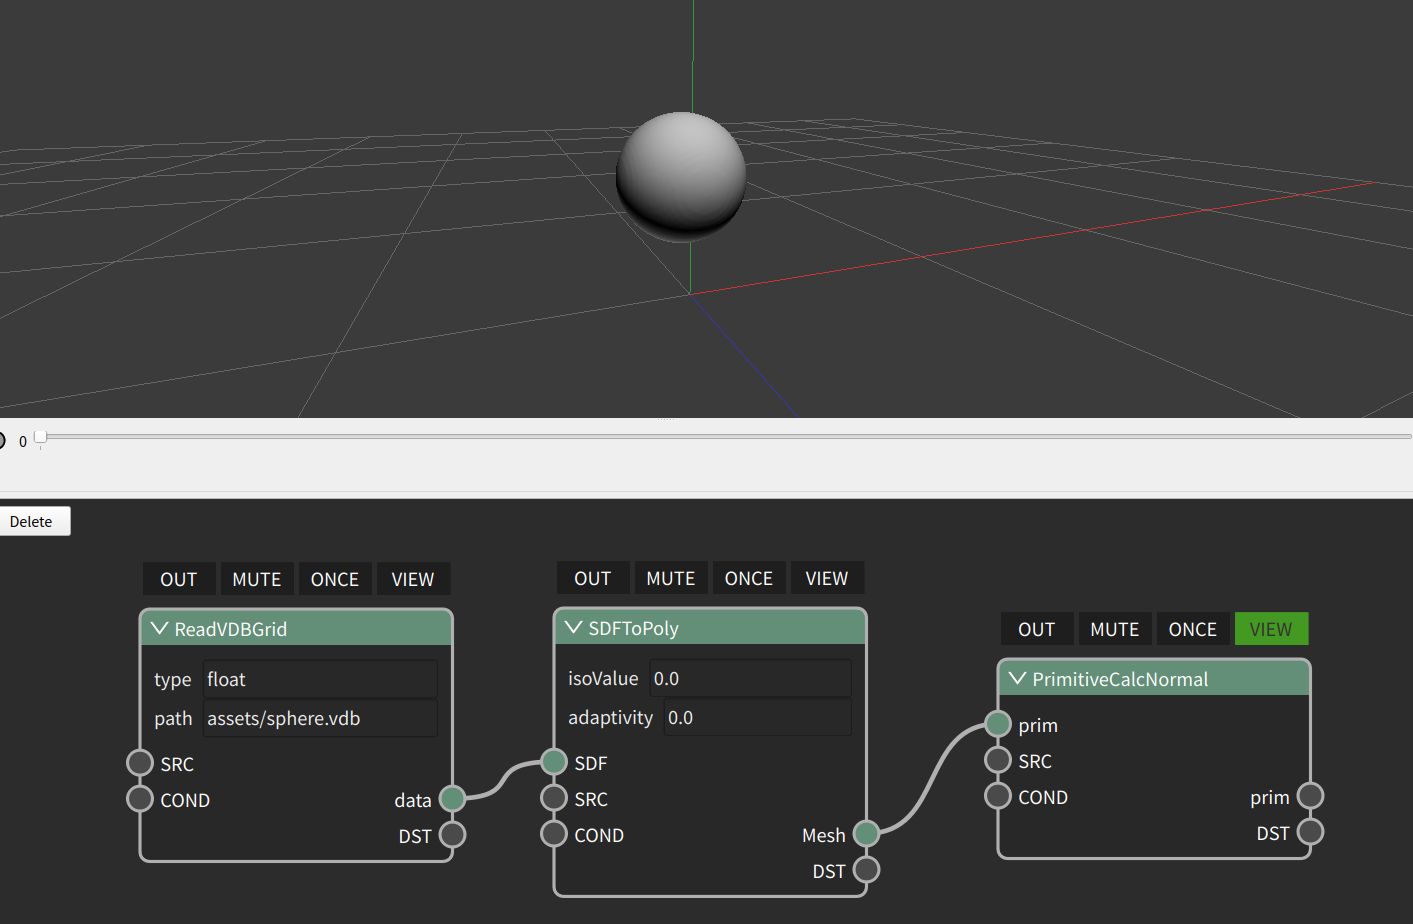 0
Delete
OUT MUTE ONCE VIEW
ReadVDBGrid
type float
path assets/sphere.vdb
SRC
COND data
DST
OUT MUTE ONCE VIEW
SDFToPoly
isoValue 0.0
adaptivity 0.0
SDF
SRC
COND Mesh
DST
OUT MUTE ONCE VIEW
PrimitiveCalcNormal
prim
SRC
COND prim
DST